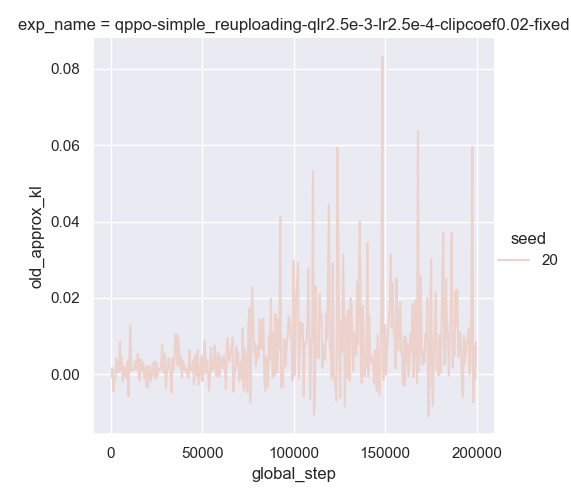 exp_name = qppo-simple_reuploading-qlr2.5e-3-lr2.5e-4-clipcoef0.02-fixed
0.08
0.06
0.04
0.02
0.00
old_approx_kl
0
50000
100000
150000
200000
global_step
seed
20